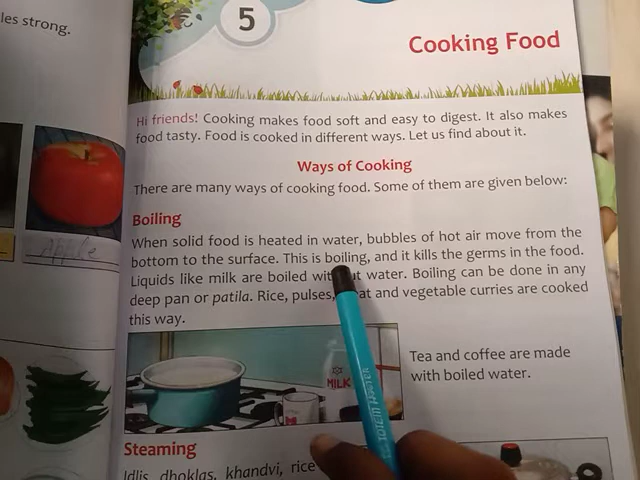 les strong.
5
Cooking Food
Hi friends! Cooking makes food soft and easy to digest. It also makes
food tasty. Food is cooked in different ways. Let us find about it.
Ways of Cooking
There are many ways of cooking food. Some of them are given below:
Boiling
When solid food is heated in water, bubbles of hot air move from the
bottom to the surface. This is boiling, and it kills the germs in the food.
Liquids like milk are boiled water. Boiling can be done in any
deep pan or patila. Rice, pulses, and vegetable curries are cooked
this way.
MILK
Tea and coffee are made
with boiled water.
Steaming
Idlis, dhoklas, khandvi, rice
Apple